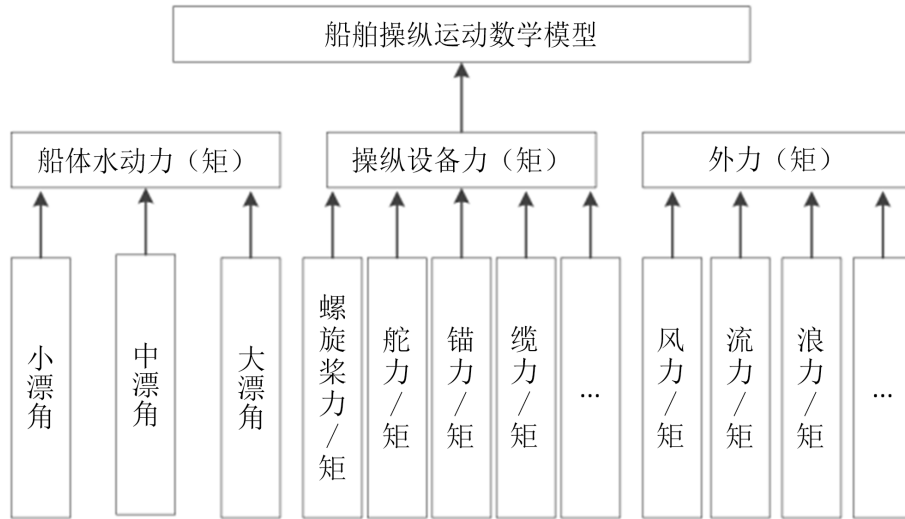 船舶操纵运动数学模型
船体水动力（矩）
操纵设备力（矩）
外力（矩）
小漂角
中漂角
大漂角
螺旋桨力/矩
舵力/矩
锚力/矩
缆力/矩
...
风力/矩
流力/矩
浪力/矩
...